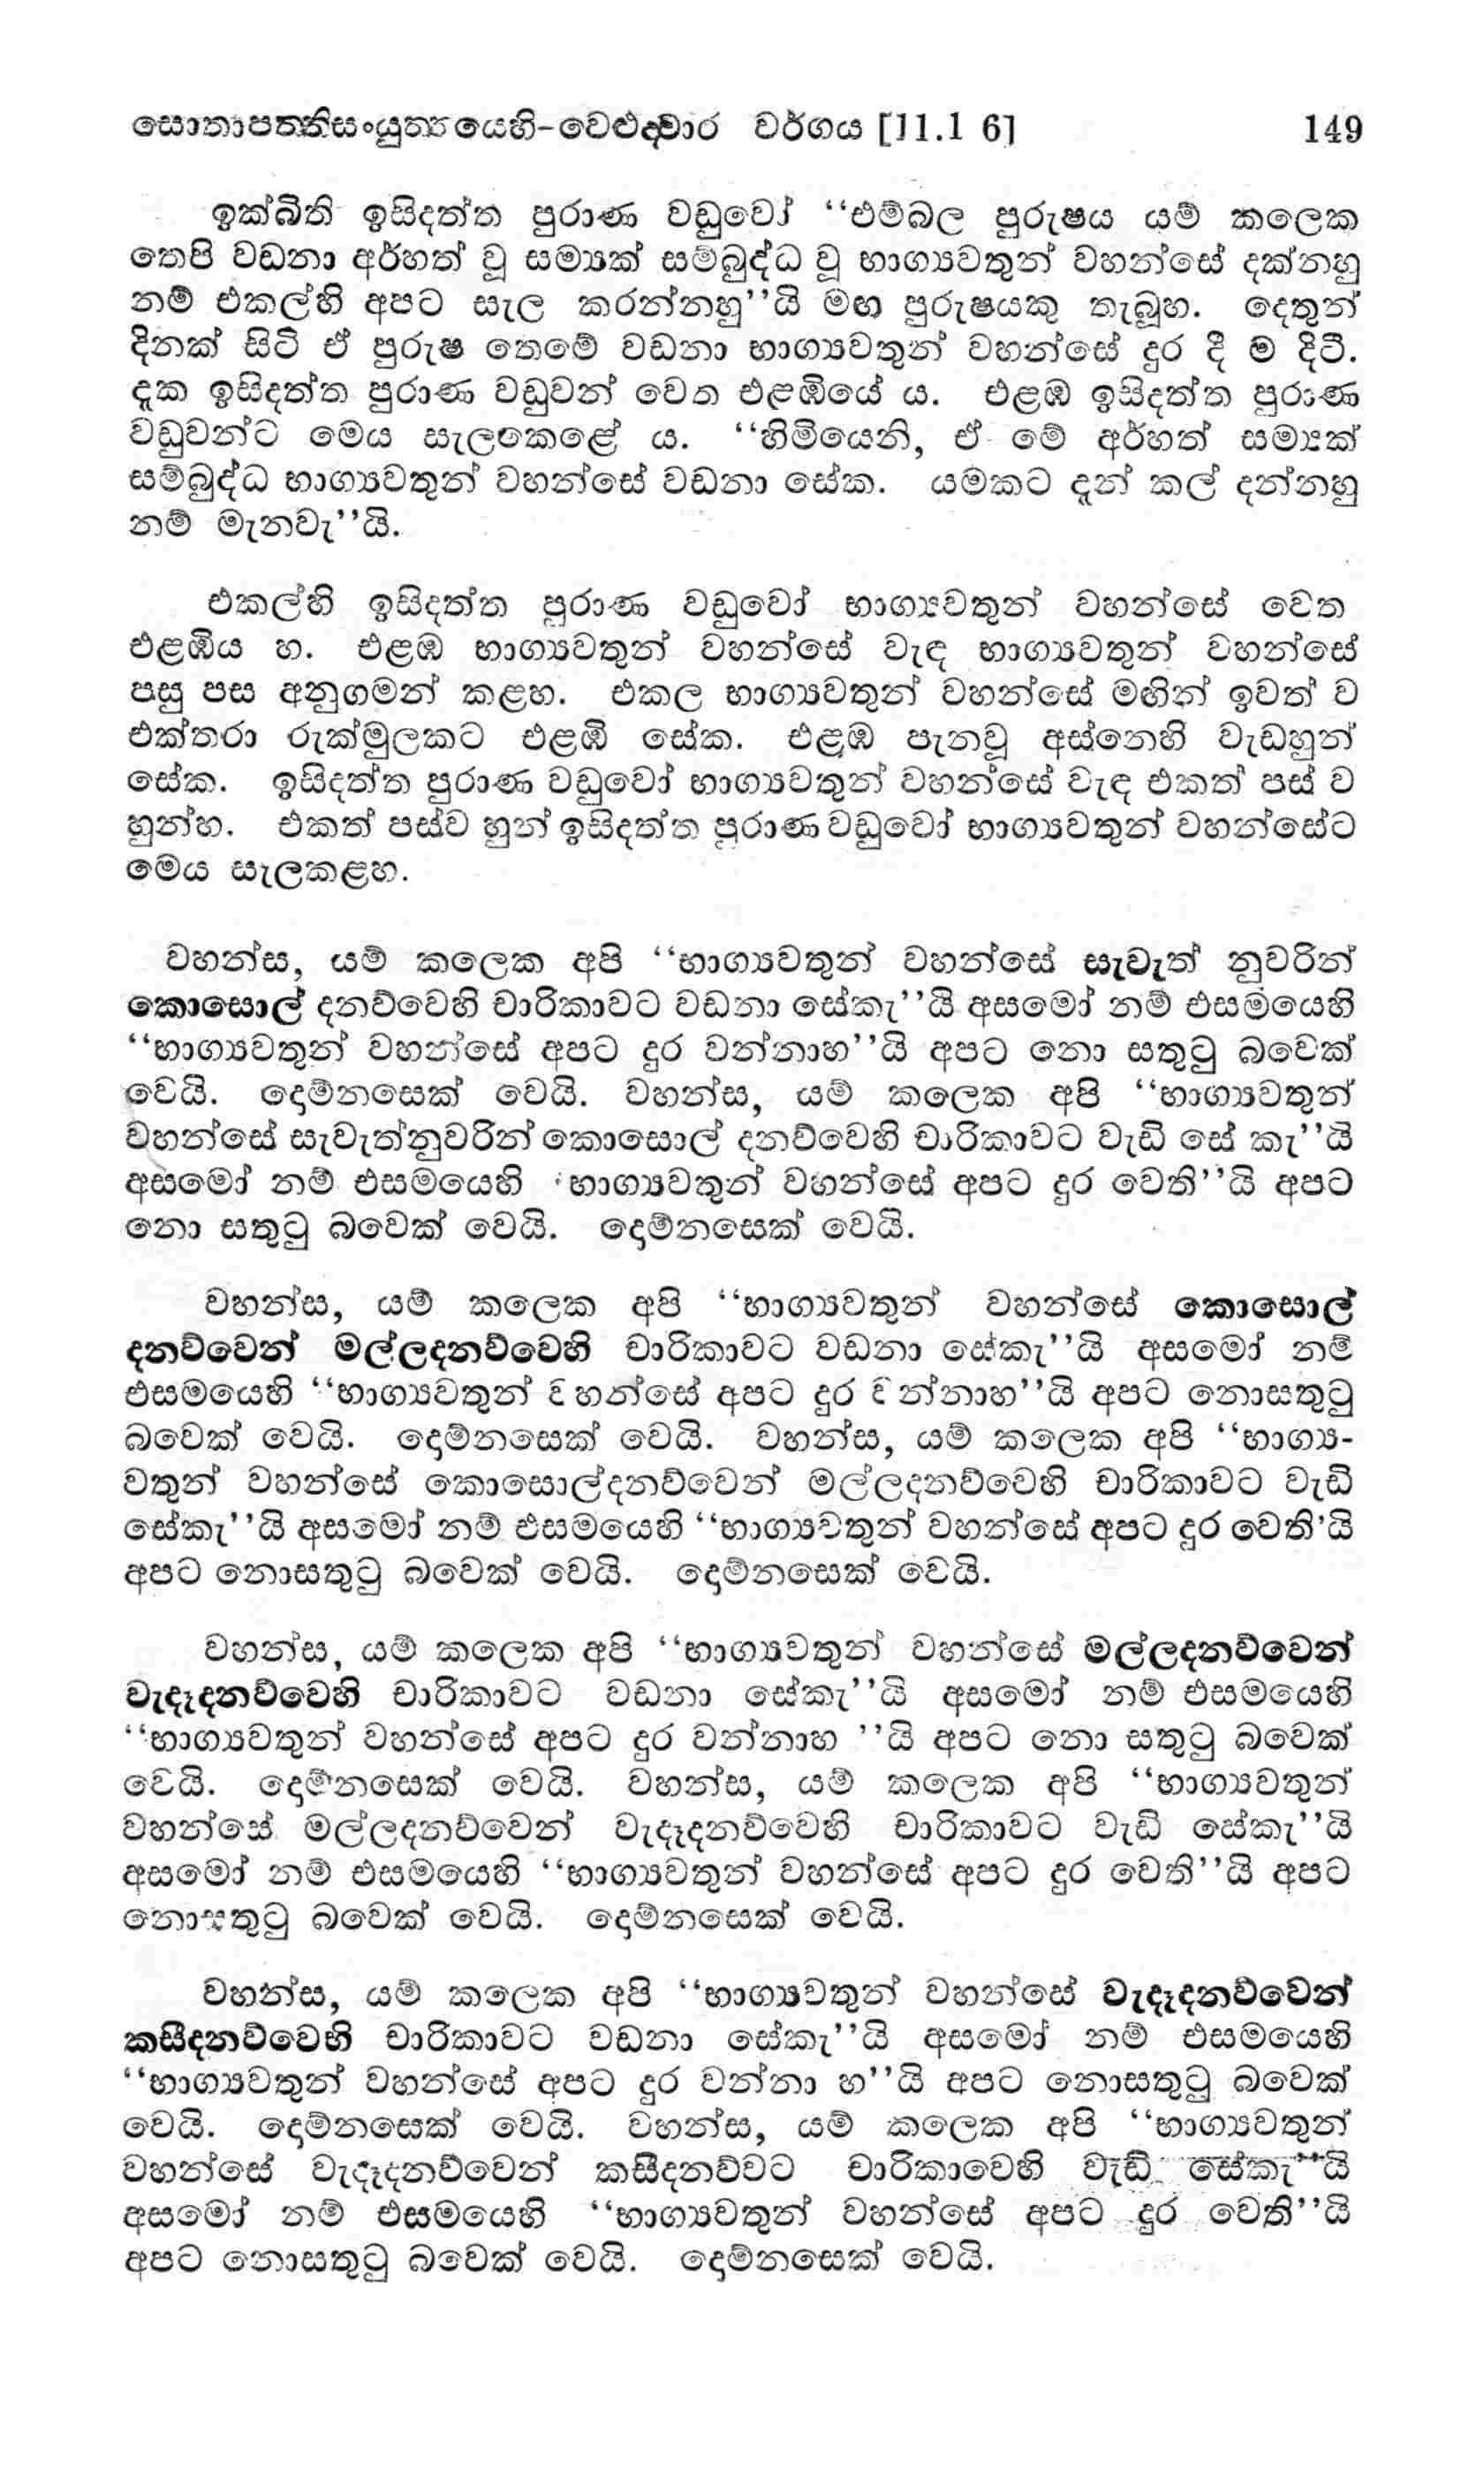 සොතාපත්තිසංයුත්‍තයෙහි-වෙළුද්වාර වර්ගය [11.1 6] 149
ඉක්බිති ඉසිදත්ත පුරාණ වඩුවෝ ‘‘එම්බල පුරුෂය යම් කලෙක
තෙපි වඩනා අර්හත් වූ සම්‍යක් සම්බුද්ධ වූ භාග්‍යවතුන් වහන්සේ දක්නහු
නම් එකල්හි අපට සැල කරන්නහු’’යි මඟ පුරුෂයකු තැබූහ. දෙතුන්
දිනක් සිටි ඒ පුරුෂ තෙමේ වඩනා භාග්‍යවතුන් වහන්සේ දුර දී ම දිටී.
දැක ඉසිදත්ත පුරාණ වඩුවන් වෙත එළඹියේ ය. එළඹ ඉසිදත්ත පුරාණ
වඩුවන්ට මෙය සැලකෙළේ ය. ‘‘හිමියෙනි, ඒ මේ අර්හත් සම්‍යක්
සම්බුද්ධ භාග්‍යවතුන් වහන්සේ වඩනා සේක. යමකට දැන් කල් දන්නහු
නම් මැනවැ’’යි.
එකල්හි ඉසිදත්ත පුරාණ වඩුවෝ භාග්‍යවතුන් වහන්සේ වෙත
එළඹිය හ. එළඹ භාග්‍යවතුන් වහන්සේ වැඳ භාග්‍යවතුන් වහන්සේ
පසු පස අනුගමන් කළහ. එකල භාග්‍යවතුන් වහන්සේ මඟින් ඉවත් ව
එක්තරා රුක්මුලකට එළඹි සේක. එළඹ පැනවූ අස්නෙහි වැඩහුන්
සේක. ඉසිදත්ත පුරාණ වඩුවෝ භාග්‍යවතුන් වහන්සේ වැඳ එකත් පස් ව
හුන්හ. එකත් පස්ව හුන් ඉසිදත්ත පුරාණ වඩුවෝ භාග්‍යවතුන් වහන්සේට
මෙය සැලකළහ.
වහන්ස, යම් කලෙක අපි ‘‘භාග්‍යවතුන් වහන්සේ සැවැත් නුවරින්
කොසොල් දනව්වෙහි චාරිකාවට වඩනා සේකැ’’යි අසමෝ නම් එසමයෙහි
‘‘භාග්‍යවතුන් වහන්සේ අපට දුර වන්නාහ’’යි අපට නො සතුටු බවෙක්
වෙයි. දොම්නසෙක් වෙයි. වහන්ස, යම් කලෙක අපි ‘‘භාග්‍යවතුන්
වහන්සේ සැවැත්නුවරින් කොසොල් දනව්වෙහි චාරිකාවට වැඩි සේ කැ’’යි
අසමෝ නම් එසමයෙහි ‘භාග්‍යවතුන් වහන්සේ අපට දුර වෙති’’යි අපට
නො සතුටු බවෙක් වෙයි. දොම්නසෙක් වෙයි.
වහන්ස, යම් කලෙක අපි ‘‘භාග්‍යවතුන් වහන්සේ කොසොල්
දනව්වෙන් මල්ලදනව්වෙහි චාරිකාවට වඩනා සේකැ’’යි අසමෝ නම්
එසමයෙහි ‘‘භාග්‍යවතුන් වහන්සේ අපට දුර වන්නාහ’’යි අපට නොසතුටු
බවෙක් වෙයි. දොම්නසෙක් වෙයි. වහන්ස, යම් කලෙක අපි ‘‘භාග්‍ය-
වතුන් වහන්සේ කොසොල්දනව්වෙන් මල්ලදනව්වෙහි චාරිකාවට වැඩි
සේකැ’’යි අසමෝ නම් එසමයෙහි ‘‘භාග්‍යවතුන් වහන්සේ අපට දුර වෙති’යි
අපට නොසතුටු බවෙක් වෙයි. දොම්නසෙක් වෙයි.
වහන්ස, යම් කලෙක අපි ‘‘භාග්‍යවතුන් වහන්සේ මල්ලදනව්වෙන්
වැදෑදනව්වෙහි චාරිකාවට වඩනා සේකැ’’යි අසමෝ නම් එසමයෙහි
‘‘භාග්‍යවතුන් වහන්සේ අපට දුර වන්නාහ ’’යි අපට නො සතුටු බවෙක්
වෙයි. දොම්නසෙක් වෙයි. වහන්ස, යම් කලෙක අපි ‘‘භාග්‍යවතුන්
වහන්සේ මල්ලදනව්වෙන් වැදෑදනව්වෙහි චාරිකාවට වැඩි සේකැ’’යි
අසමෝ නම් එසමයෙහි ‘‘භාග්‍යවතුන් වහන්සේ අපට දුර වෙති’’යි අපට
නොසතුටු බවෙක් වෙයි. දොම්නසෙක් වෙයි.
වහන්ස, යම් කලෙක අපි ‘‘භාග්‍යවතුන් වහන්සේ වැදෑදනව්වෙන්
කසීදනව්වෙහි චාරිකාවට වඩනා සේකැ’’යි අසමෝ නම් එසමයෙහි
‘‘භාග්‍යවතුන් වහන්සේ අපට දුර වන්නා හ’’යි අපට නොසතුටු බවෙක්
වෙයි. දොම්නසෙක් වෙයි. වහන්ස, යම් කලෙක අපි ‘‘භාග්‍යවතුන්
වහන්සේ වැදෑදනව්වෙන් කසීදනව්වට චාරිකාවෙහි වැඩි සේකැ’’යි
අසමෝ නම් එසමයෙහි ‘‘භාග්‍යවතුන් වහන්සේ අපට දුර වෙති’’යි
අපට නොසතුටු බවෙක් වෙයි. දොම්නසෙක් වෙයි.